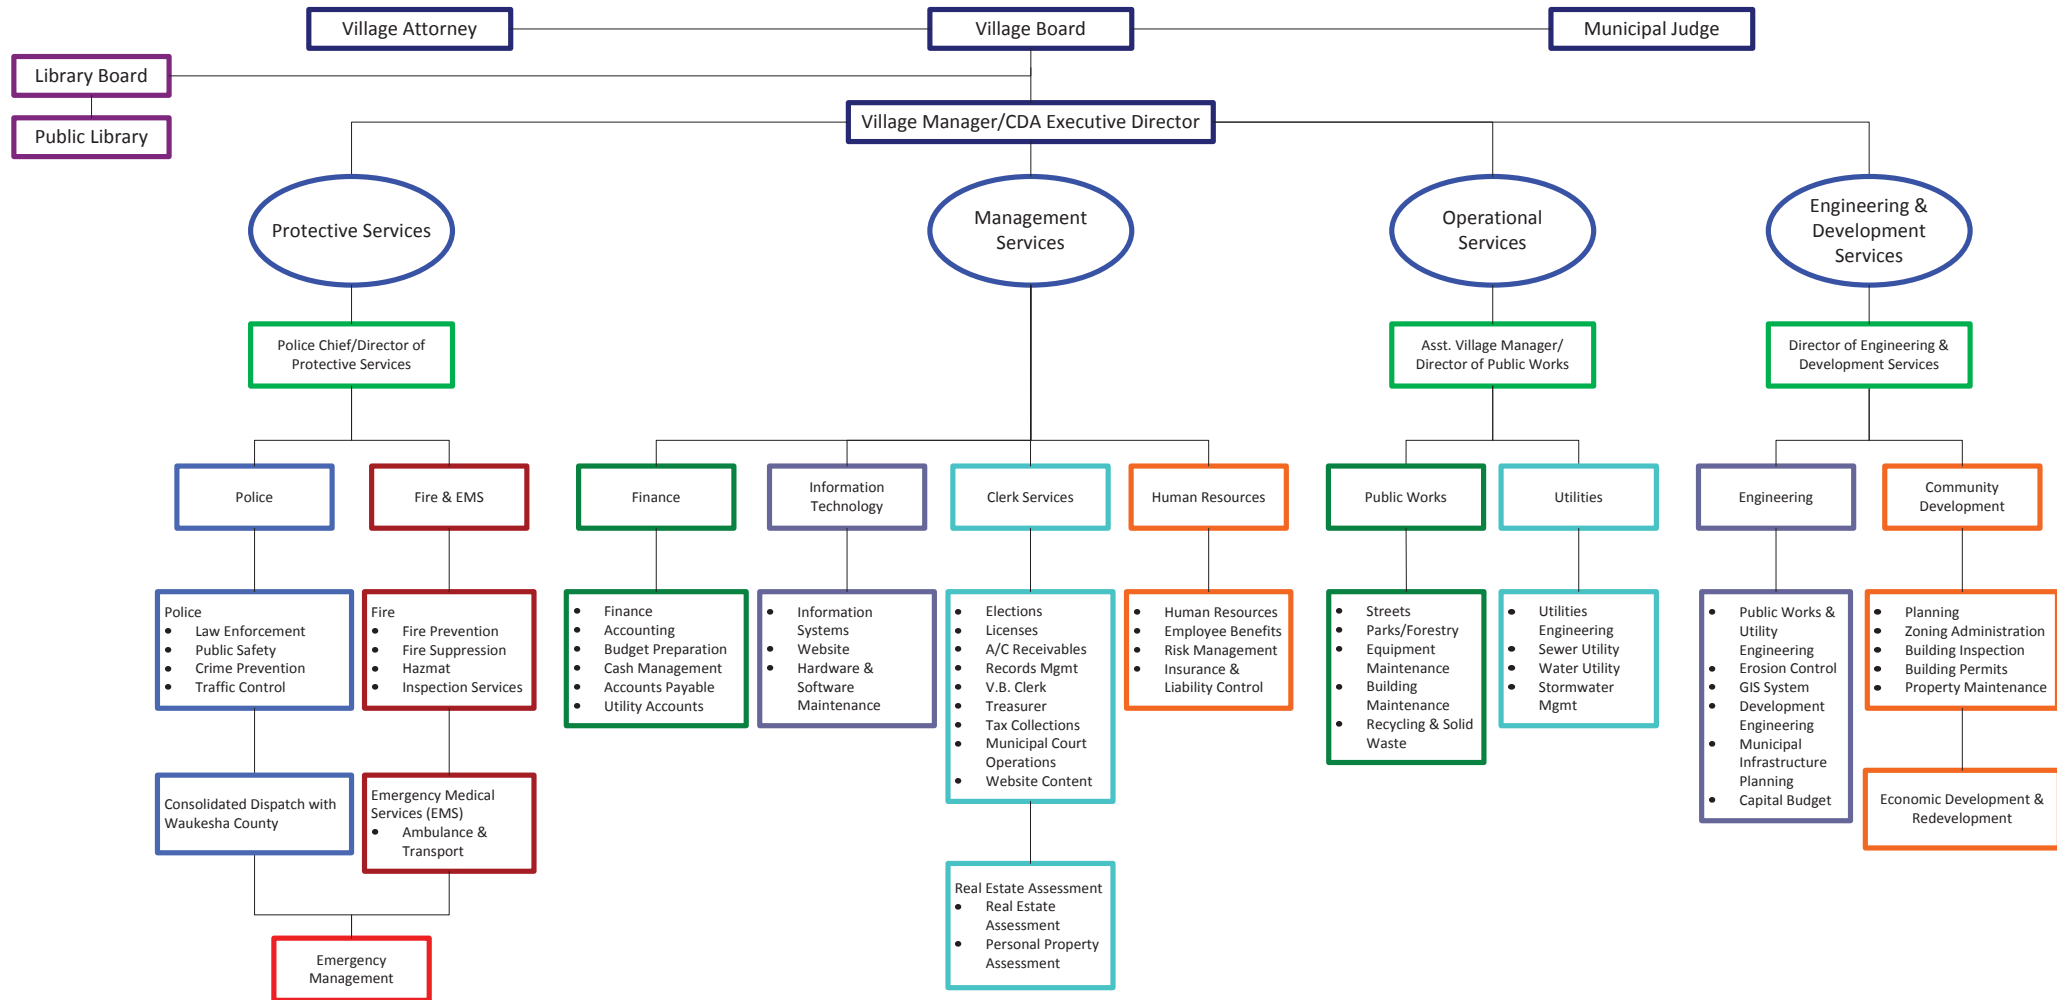 Village Attorney
Village Board
Municipal Judge
Library Board
Public Library
Village Manager/CDA Executive Director
Protective Services
Management
Services
Operational
Services
Engineering &
Development
Services
Police Chief/Director of
Protective Services
Asst. Village Manager/
Director of Public Works
Director of Engineering &
Development Services
Police
Fire & EMS
Finance
Information
Technology
Clerk Services
Human Resources
Public Works
Utilities
Engineering
Community
Development
Police
• Law Enforcement
• Public Safety
• Crime Prevention
• Traffic Control
Fire
• Fire Prevention
• Fire Suppression
• Hazmat
• Inspection Services
• Finance
• Accounting
• Budget Preparation
• Cash Management
• Accounts Payable
• Utility Accounts
• Information
Systems
• Website
• Hardware &
Software
Maintenance
• Elections
• Licenses
• A/C Receivables
• Records Mgmt
• V.B. Clerk
• Treasurer
• Tax Collections
• Municipal Court
Operations
• Website Content
• Human Resources
• Employee Benefits
• Risk Management
• Insurance &
Liability Control
• Streets
• Parks/Forestry
• Equipment
Maintenance
• Building
Maintenance
• Recycling & Solid
Waste
• Utilities
Engineering
• Sewer Utility
• Water Utility
• Stormwater
Mgmt
• Public Works &
Utility
Engineering
• Erosion Control
• GIS System
• Development
Engineering
• Municipal
Infrastructure
Planning
• Capital Budget
• Planning
• Zoning Administration
• Building Inspection
• Building Permits
• Property Maintenance
Consolidated Dispatch with
Waukesha County
Emergency Medical
Services (EMS)
• Ambulance &
Transport
Economic Development &
Redevelopment
Real Estate Assessment
• Real Estate
Assessment
• Personal Property
Assessment
Emergency
Management